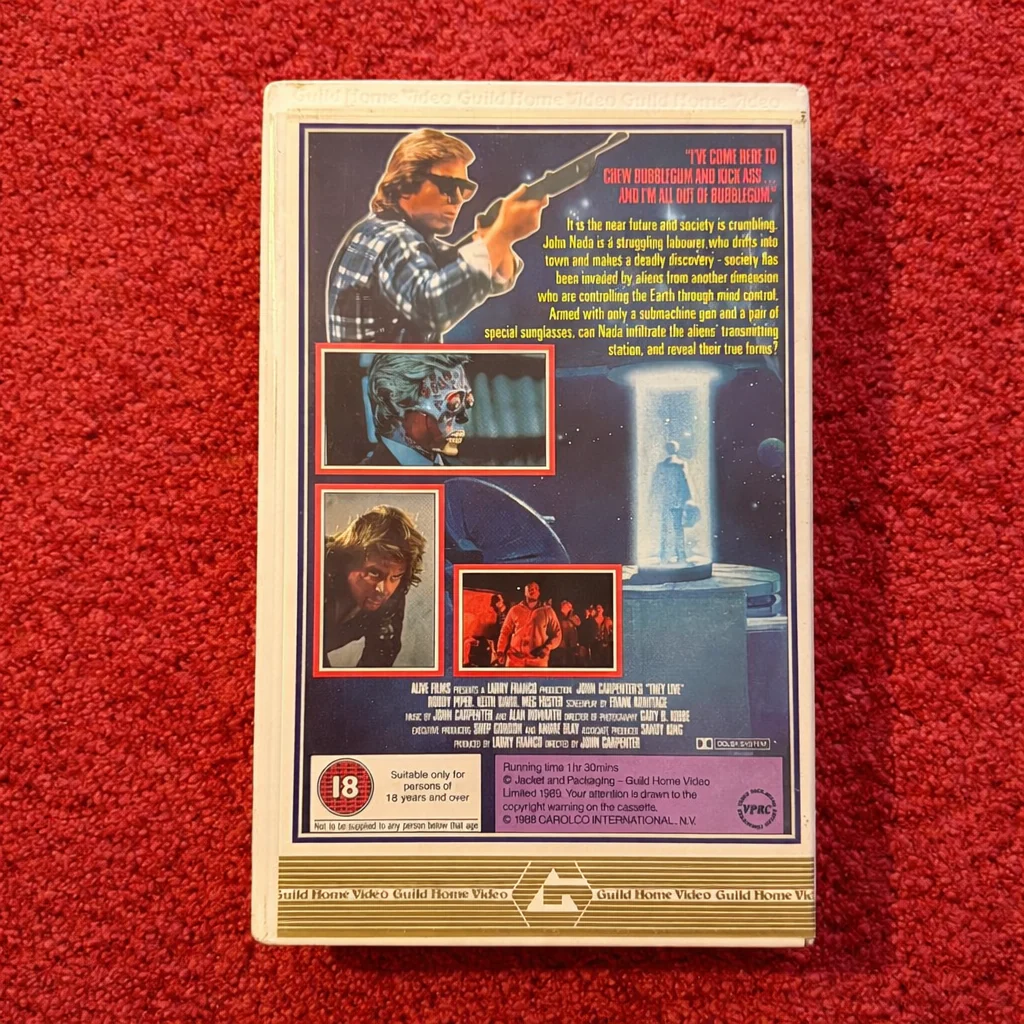 Guild Home Video Guild Home Video Guild Home Video
"I'VE COME HERE TO
CHEW BUBBLEGUM AND KICK ASS...
AND I'M ALL OUT OF BUBBLEGUM."
It is the near future and society is crumbling.
John Nada is a struggling labourer who drifts into
town and makes a deadly discovery - society has
been invaded by aliens from another dimension
who are controlling the Earth through mind control.
Armed with only a submachine gun and a pair of
special sunglasses, can Nada infiltrate the aliens' transmitting
station, and reveal their true forms?
ALIVE FILMS PRESENTS A LARRY FRANCO PRODUCTION JOHN CARPENTER'S "THEY LIVE"
RODDY PIPER, KEITH DAVID, MEG FOSTER SCREENPLAY BY FRANK ARMITAGE
MUSIC BY JOHN CARPENTER AND ALAN HOWARTH DIRECTOR OF PHOTOGRAPHY GARY B. KIBBE
EXECUTIVE PRODUCERS SHEP GORDON AND ANDRE BLAY ASSOCIATE PRODUCER SANDY KING
PRODUCED BY LARRY FRANCO DIRECTED BY JOHN CARPENTER
DOLBY SYSTEM
18
Suitable only for
persons of
18 years and over
Not to be supplied to any person below that age
Running time 1hr 30mins
© Jacket and Packaging – Guild Home Video
Limited 1989. Your attention is drawn to the
copyright warning on the cassette.
© 1988 CAROLCO INTERNATIONAL, N.V.
VPRC
Guild Home Video Guild Home Video
Guild Home Video Guild Home Vid